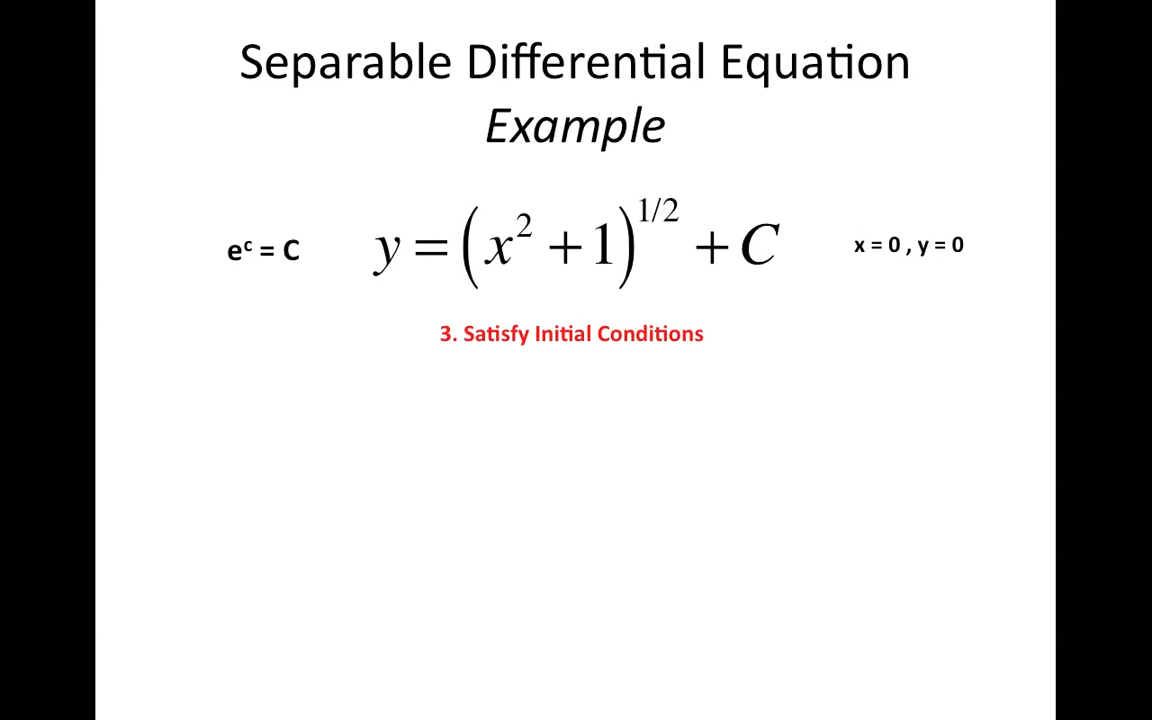 Separable Differential Equation
Example
eᶜ = C
y = (x² + 1)^{1/2} + C
x = 0 , y = 0
3. Satisfy Initial Conditions